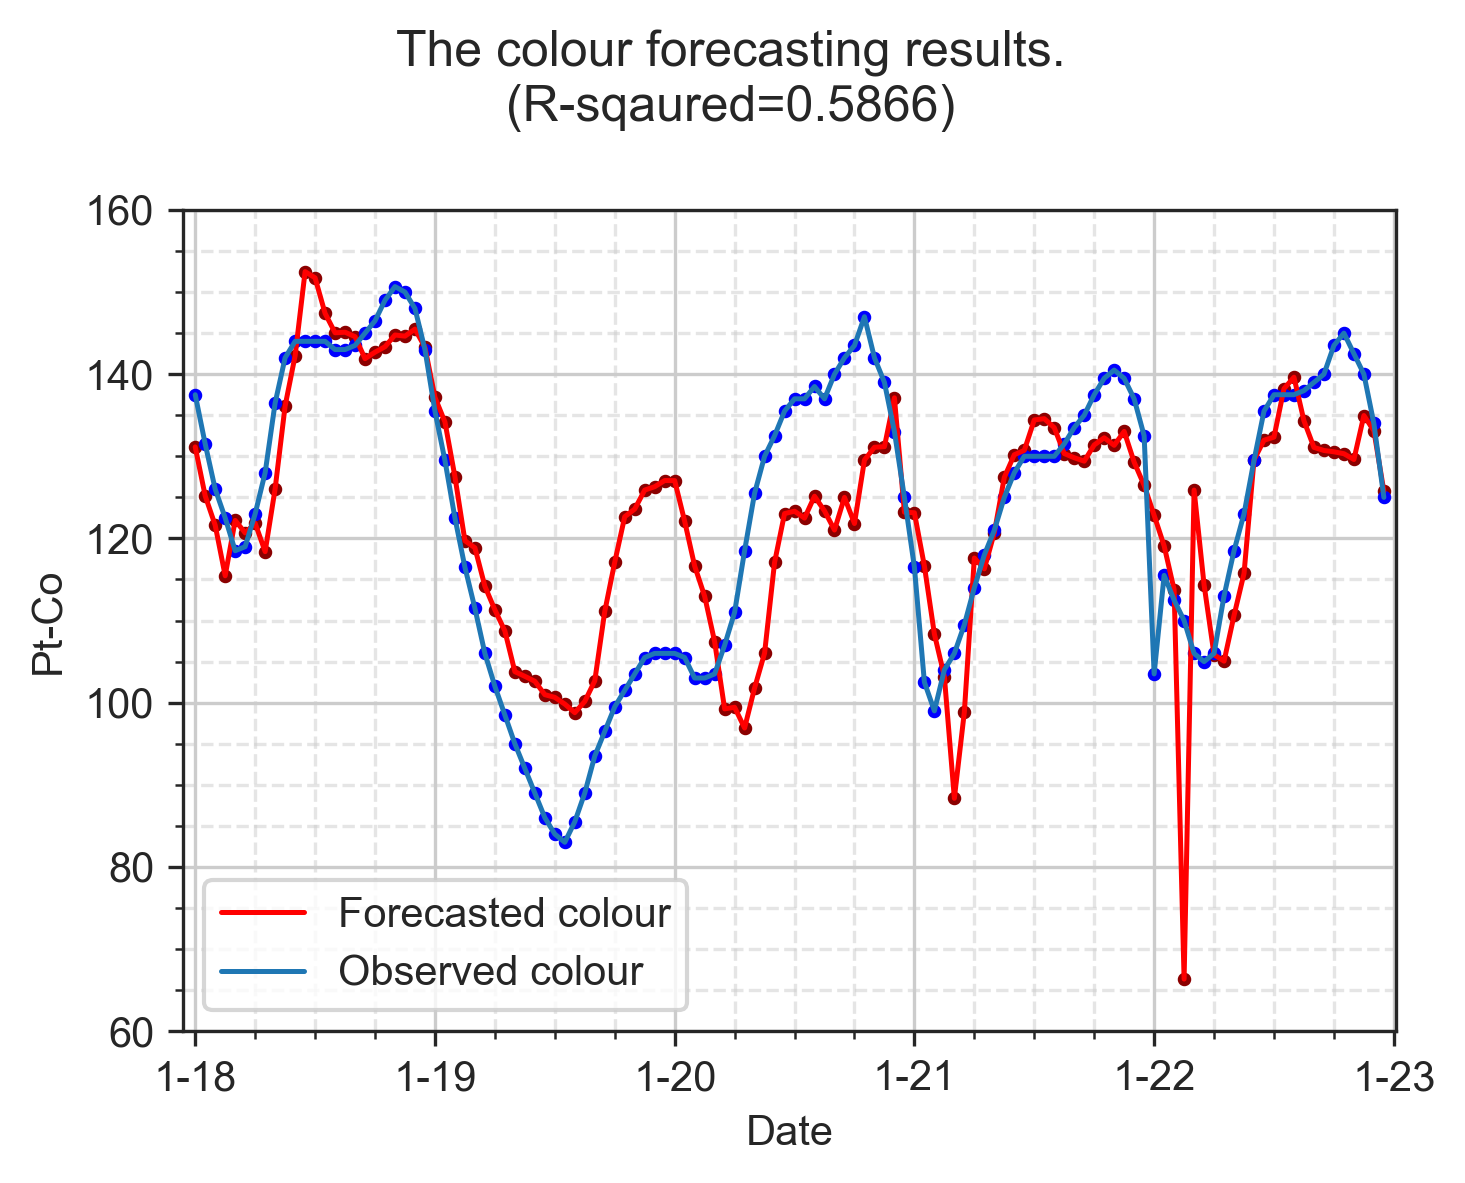 The colour forecasting results.
(R-sqaured=0.5866)
160
140
120
100
80
60
Pt-Co
Forecasted colour
Observed colour
1-18
1-19
1-20
1-21
1-22
1-23
Date